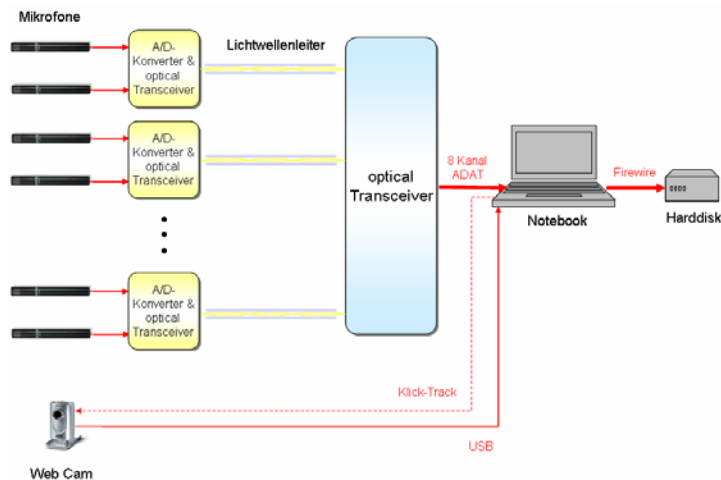 Mikrofone
A/D-
Konverter &
optical
Transceiver
Lichtwellenleiter
A/D-
Konverter &
optical
Transceiver
A/D-
Konverter &
optical
Transceiver
optical
Transceiver
8 Kanal
ADAT
Notebook
Firewire
Harddisk
Klick-Track
USB
Web Cam